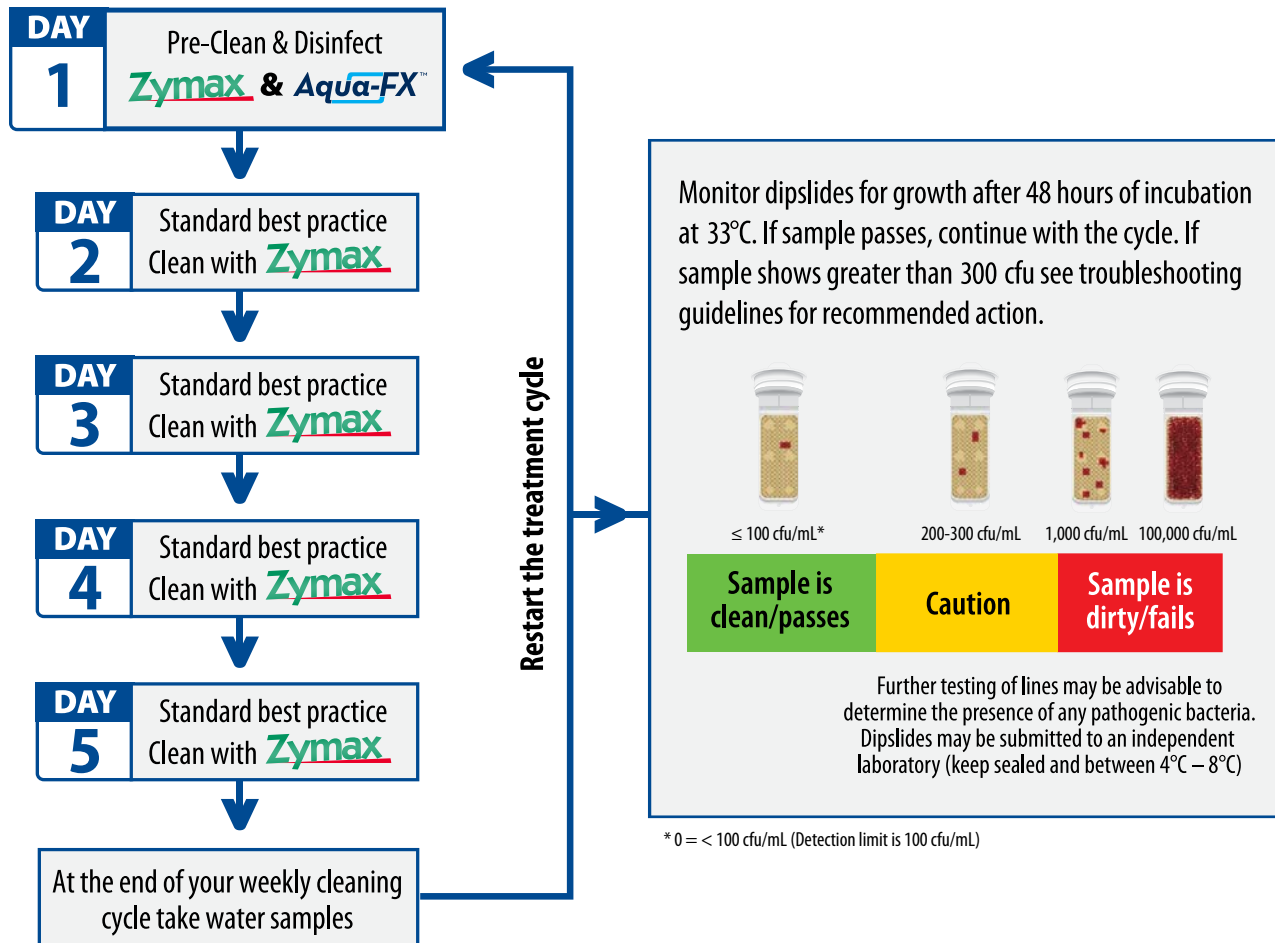 DAY
1
Pre-Clean & Disinfect
Zymax & Aqua-FX™
DAY
2
Standard best practice
Clean with Zymax
DAY
3
Standard best practice
Clean with Zymax
DAY
4
Standard best practice
Clean with Zymax
DAY
5
Standard best practice
Clean with Zymax
At the end of your weekly cleaning
cycle take water samples
Restart the treatment cycle
Monitor dipslides for growth after 48 hours of incubation
at 33°C. If sample passes, continue with the cycle. If
sample shows greater than 300 cfu see troubleshooting
guidelines for recommended action.
≤ 100 cfu/mL*
200-300 cfu/mL
1,000 cfu/mL
100,000 cfu/mL
Sample is
clean/passes
Caution
Sample is
dirty/fails
Further testing of lines may be advisable to
determine the presence of any pathogenic bacteria.
Dipslides may be submitted to an independent
laboratory (keep sealed and between 4°C – 8°C)
* 0 = < 100 cfu/mL (Detection limit is 100 cfu/mL)